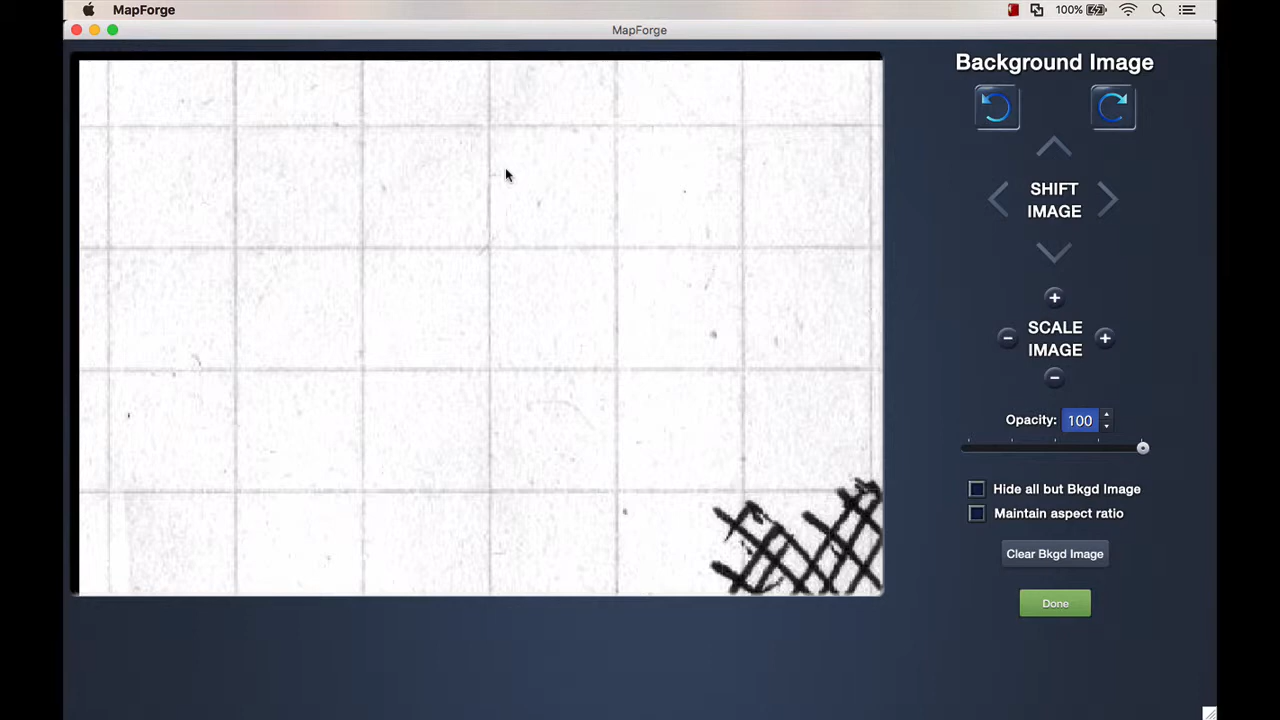 MapForge
100%
MapForge
Background Image
SHIFT
IMAGE
SCALE
IMAGE
Opacity: 100
Hide all but Bkgd Image
Maintain aspect ratio
Clear Bkgd Image
Done